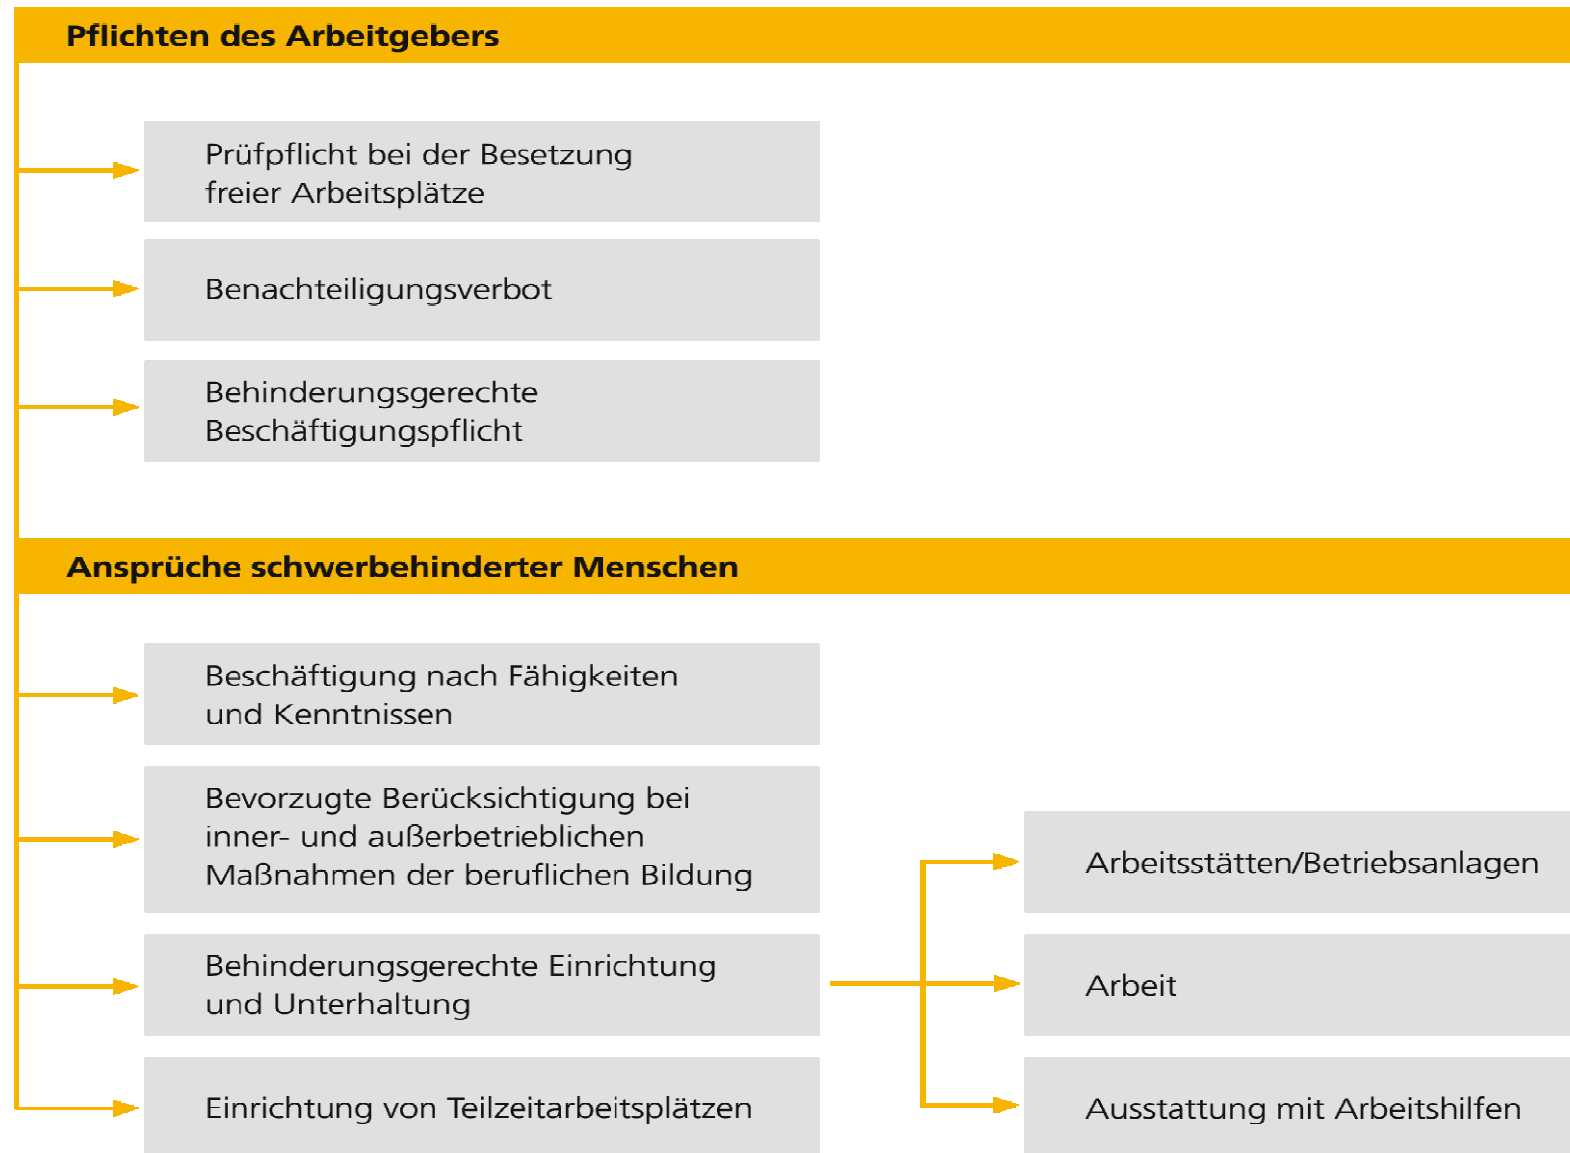 Pflichten des Arbeitgebers
Prüfpflicht bei der Besetzung
freier Arbeitsplätze
Benachteiligungsverbot
Behinderungsgerechte
Beschäftigungspflicht
Ansprüche schwerbehinderter Menschen
Beschäftigung nach Fähigkeiten
und Kenntnissen
Bevorzugte Berücksichtigung bei
inner- und außerbetrieblichen
Maßnahmen der beruflichen Bildung
Behinderungsgerechte Einrichtung
und Unterhaltung
Einrichtung von Teilzeitarbeitsplätzen
Arbeitsstätten/Betriebsanlagen
Arbeit
Ausstattung mit Arbeitshilfen